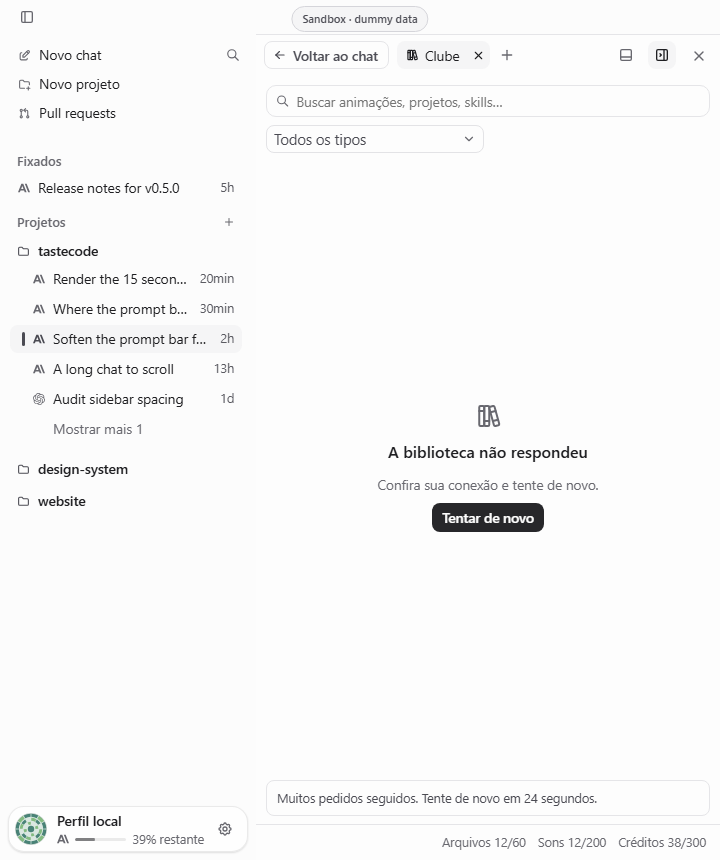 Sandbox · dummy data
Novo chat
Novo projeto
Pull requests
Fixados
Release notes for v0.5.0 5h
Projetos
tastecode
Render the 15 secon... 20min
Where the prompt b... 30min
Soften the prompt bar f... 2h
A long chat to scroll 13h
Audit sidebar spacing 1d
Mostrar mais 1
design-system
website
Perfil local
39% restante
Voltar ao chat
Clube
Buscar animações, projetos, skills...
Todos os tipos
A biblioteca não respondeu
Confira sua conexão e tente de novo.
Tentar de novo
Muitos pedidos seguidos. Tente de novo em 24 segundos.
Arquivos 12/60 Sons 12/200 Créditos 38/300